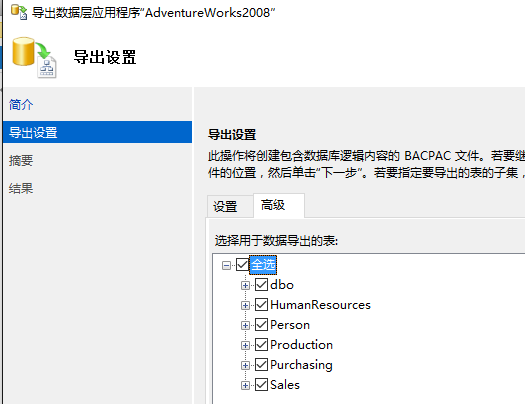 导出数据层应用程序"AdventureWorks2008"
导出设置
简介
导出设置
摘要
结果
导出设置
此操作将创建包含数据库逻辑内容的 BACPAC 文件。若要继
件的位置，然后单击"下一步"。若要指定要导出的表的子集，
设置
高级
选择用于数据导出的表:
全选
dbo
HumanResources
Person
Production
Purchasing
Sales